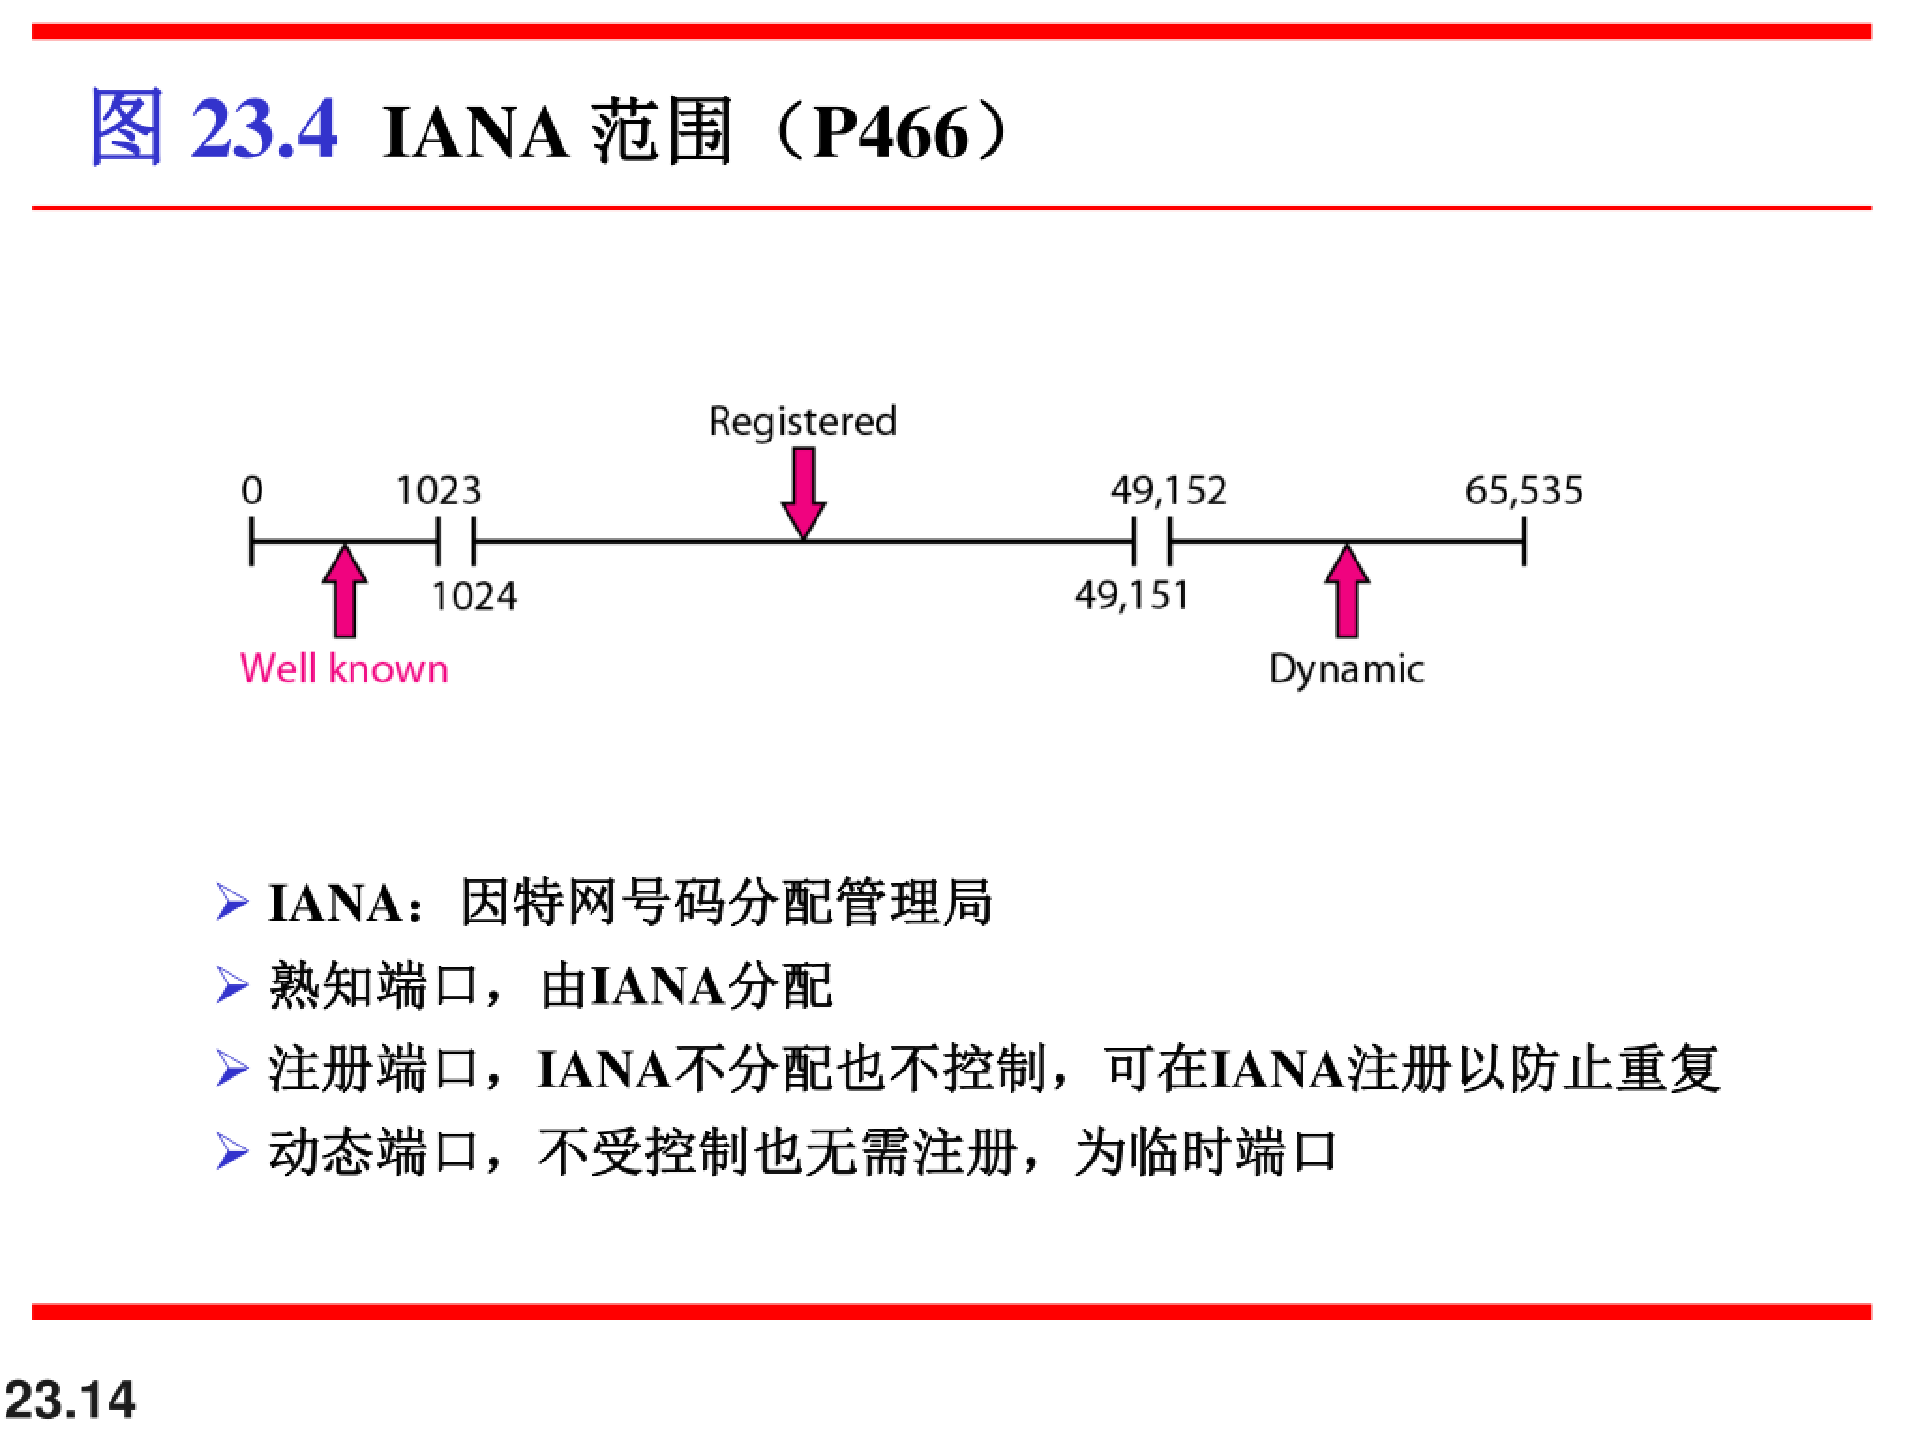 图 23.4 IANA 范围（P466）
Registered
0 1023 49,152 65,535
1024 49,151
Well known Dynamic
IANA：因特网号码分配管理局
熟知端口，由IANA分配
注册端口，IANA不分配也不控制，可在IANA注册以防止重复
动态端口，不受控制也无需注册，为临时端口
23.14